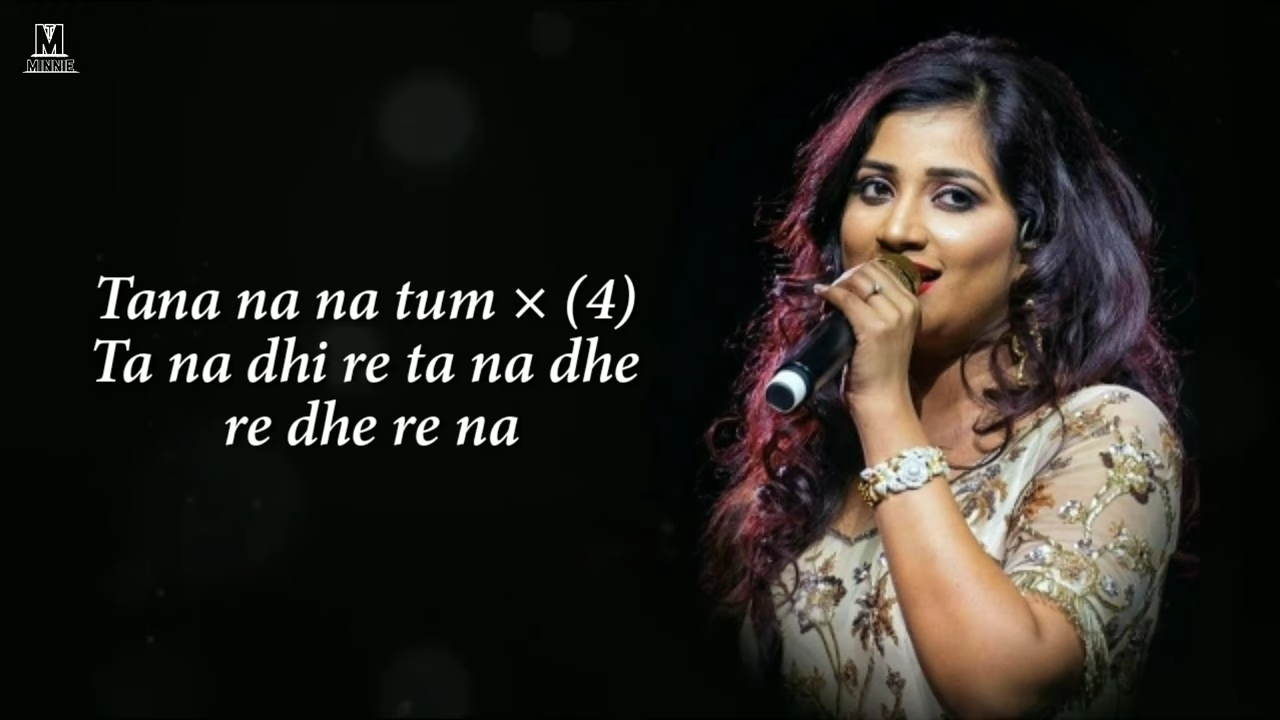 M
MINNIE
Tana na na tum × (4)
Ta na dhi re ta na dhe
re dhe re na